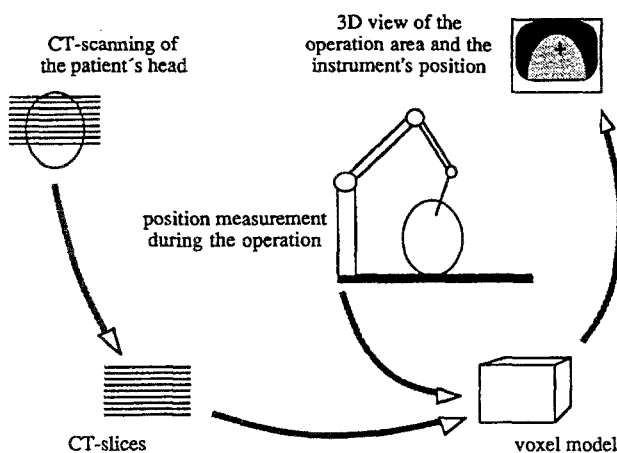 CT-scanning of
the patient´s head
3D view of the
operation area and the
instrument's position
position measurement
during the operation
CT-slices
voxel model